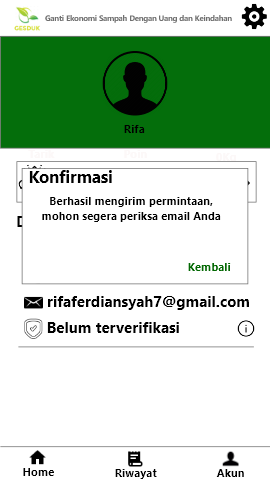 CESDUK
Ganti Ekonomi Sampah Dengan Uang dan Keindahan
Rifa
Konfirmasi
Berhasil mengirim permintaan,
mohon segera periksa email Anda
Kembali
rifaferdiansyah7@gmail.com
Belum terverifikasi
Home
Riwayat
Akun